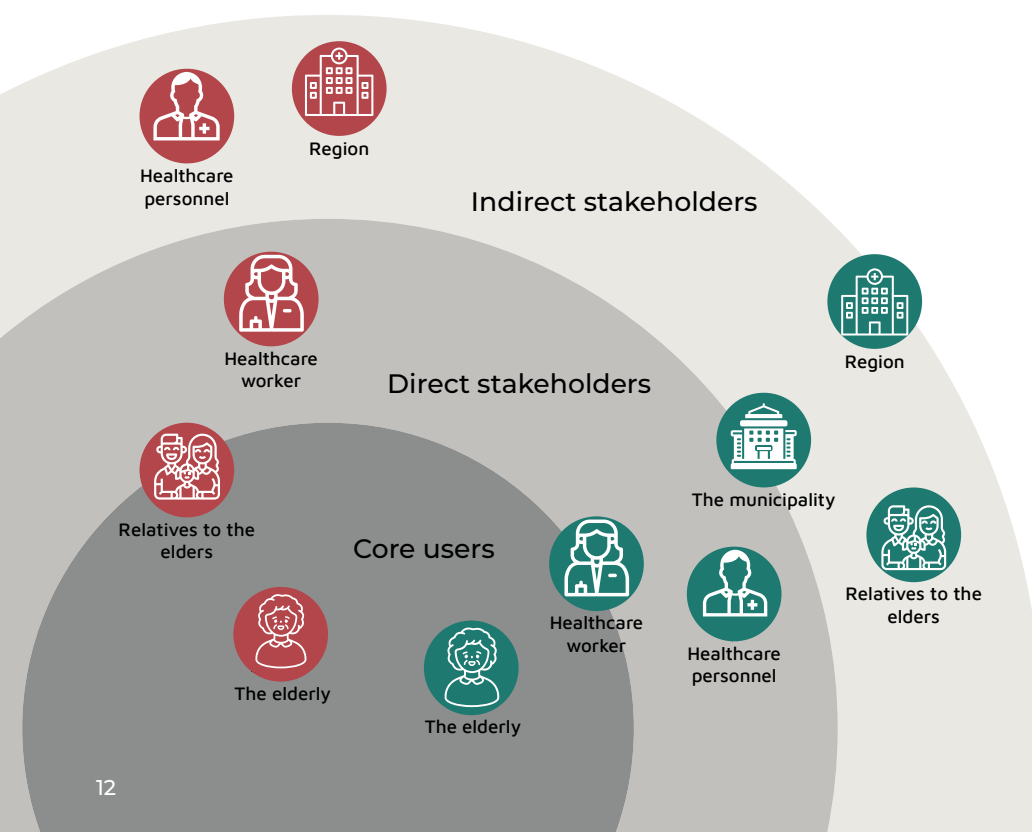 Region
Healthcare
personnel
Indirect stakeholders
Healthcare
worker
Region
Direct stakeholders
The municipality
Relatives to the
elders
Core users
Relatives to the
elders
Healthcare
worker
Healthcare
personnel
The elderly
The elderly
12